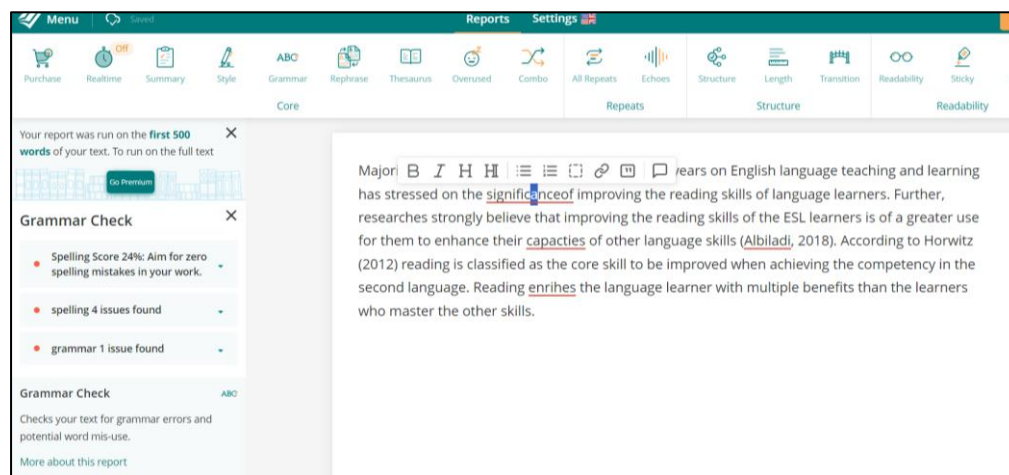 Menu Saved Reports Settings
Off
Purchase Realtime Summary Style ABC Grammar Rephrase Thesaurus Overused Combo All Repeats Echoes Structure Length Transition Readability Sticky
Core Repeats Structure Readability
Your report was run on the first 500
words of your text. To run on the full text
Go Premium
Grammar Check
Spelling Score 24%: Aim for zero
spelling mistakes in your work.
spelling 4 issues found
grammar 1 issue found
Grammar Check ABC
Checks your text for grammar errors and
potential word mis-use.
More about this report
B I H HI
Majori years on English language teaching and learning
has stressed on the significanceof improving the reading skills of language learners. Further,
researches strongly believe that improving the reading skills of the ESL learners is of a greater use
for them to enhance their capacties of other language skills (Albiladi, 2018). According to Horwitz
(2012) reading is classified as the core skill to be improved when achieving the competency in the
second language. Reading enrihes the language learner with multiple benefits than the learners
who master the other skills.